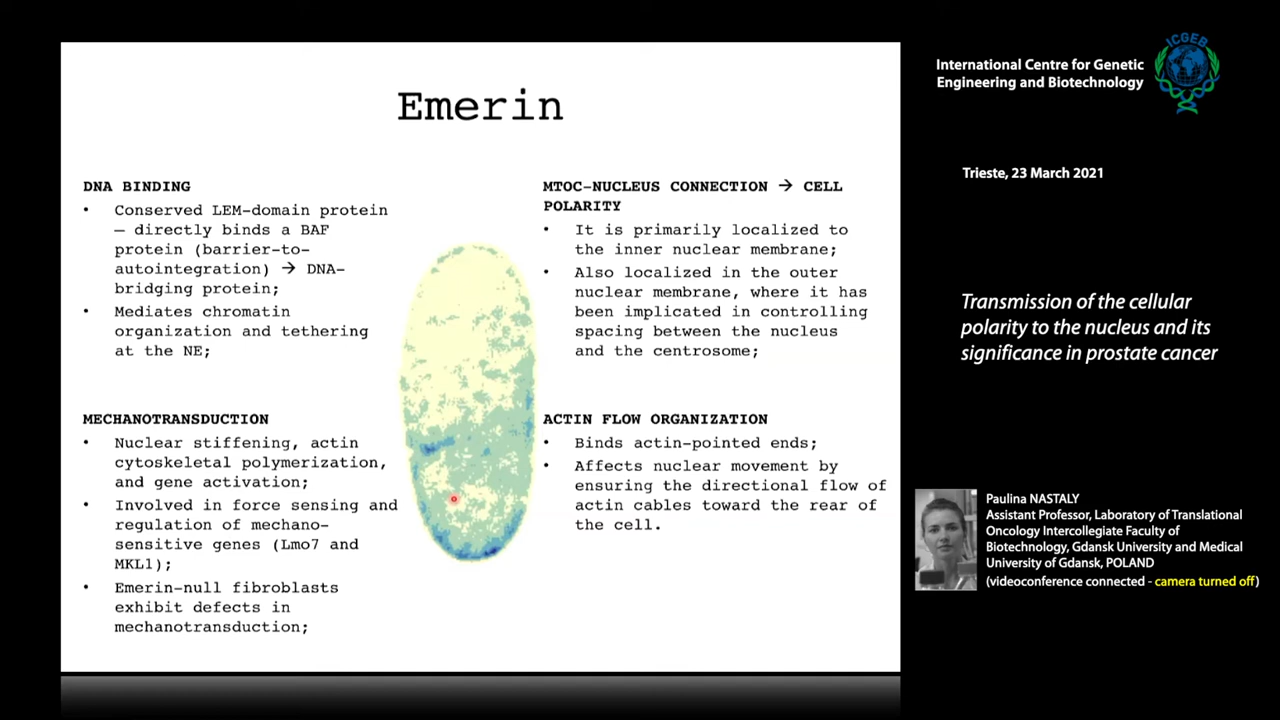 Emerin
DNA BINDING
• Conserved LEM-domain protein
– directly binds a BAF
protein (barrier-to-
autointegration) → DNA-
bridging protein;
• Mediates chromatin
organization and tethering
at the NE;
MECHANOTRANSDUCTION
• Nuclear stiffening, actin
cytoskeletal polymerization,
and gene activation;
• Involved in force sensing and
regulation of mechano-
sensitive genes (Lmo7 and
MKL1);
• Emerin-null fibroblasts
exhibit defects in
mechanotransduction;
MTOC-NUCLEUS CONNECTION → CELL
POLARITY
• It is primarily localized to
the inner nuclear membrane;
• Also localized in the outer
nuclear membrane, where it has
been implicated in controlling
spacing between the nucleus
and the centrosome;
ACTIN FLOW ORGANIZATION
• Binds actin-pointed ends;
• Affects nuclear movement by
ensuring the directional flow of
actin cables toward the rear of
the cell.
International Centre for Genetic
Engineering and Biotechnology
ICGEB
Trieste, 23 March 2021
Transmission of the cellular
polarity to the nucleus and its
significance in prostate cancer
Paulina NASTALY
Assistant Professor, Laboratory of Translational
Oncology Intercollegiate Faculty of
Biotechnology, Gdansk University and Medical
University of Gdansk, POLAND
(videoconference connected - camera turned off)